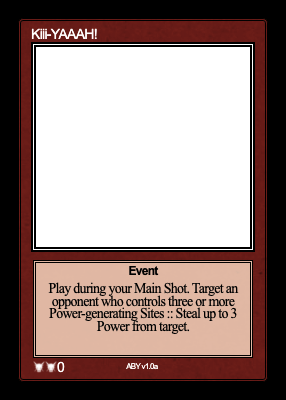 Kiii-YAAAH!
Event
Play during your Main Shot. Target an
opponent who controls three or more
Power-generating Sites :: Steal up to 3
Power from target.
0
ABY v1.0a